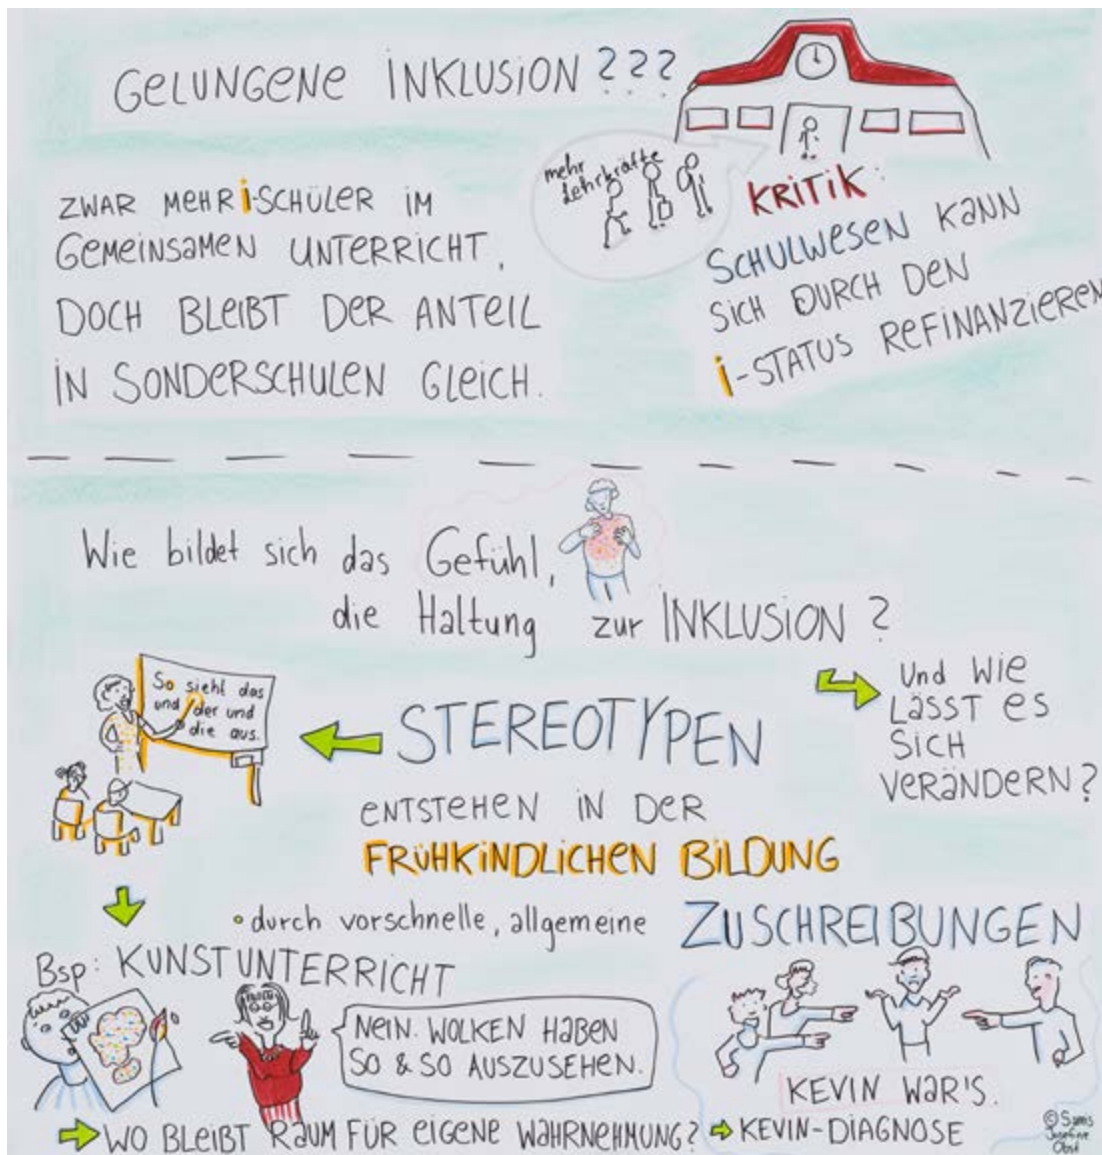 GELUNGENE INKLUSION ???
mehr
Lehrkräfte
ZWAR MEHR i-SCHÜLER IM
GEMEINSAMEN UNTERRICHT,
DOCH BLEIBT DER ANTEIL
IN SONDERSCHULEN GLEICH.
KRITIK:
SCHULWESEN KANN
SICH DURCH DEN
i-STATUS REFINANZIEREN
Wie bildet sich das Gefühl,
die Haltung zur INKLUSION?
Und WIE
LÄSST ES
SICH
VERÄNDERN?
So sieht das
und der und
die aus.
STEREOTYPEN
ENTSTEHEN IN DER
FRÜHKINDLICHEN BILDUNG
durch vorschnelle, allgemeine ZUSCHREIBUNGEN
Bsp: KUNSTUNTERRICHT
NEIN. WOLKEN HABEN
SO & SO AUSZUSEHEN.
KEVIN WAR'S.
WO BLEIBT RAUM FÜR EIGENE WAHRNEHMUNG? KEVIN-DIAGNOSE
©
Josefine
Obst